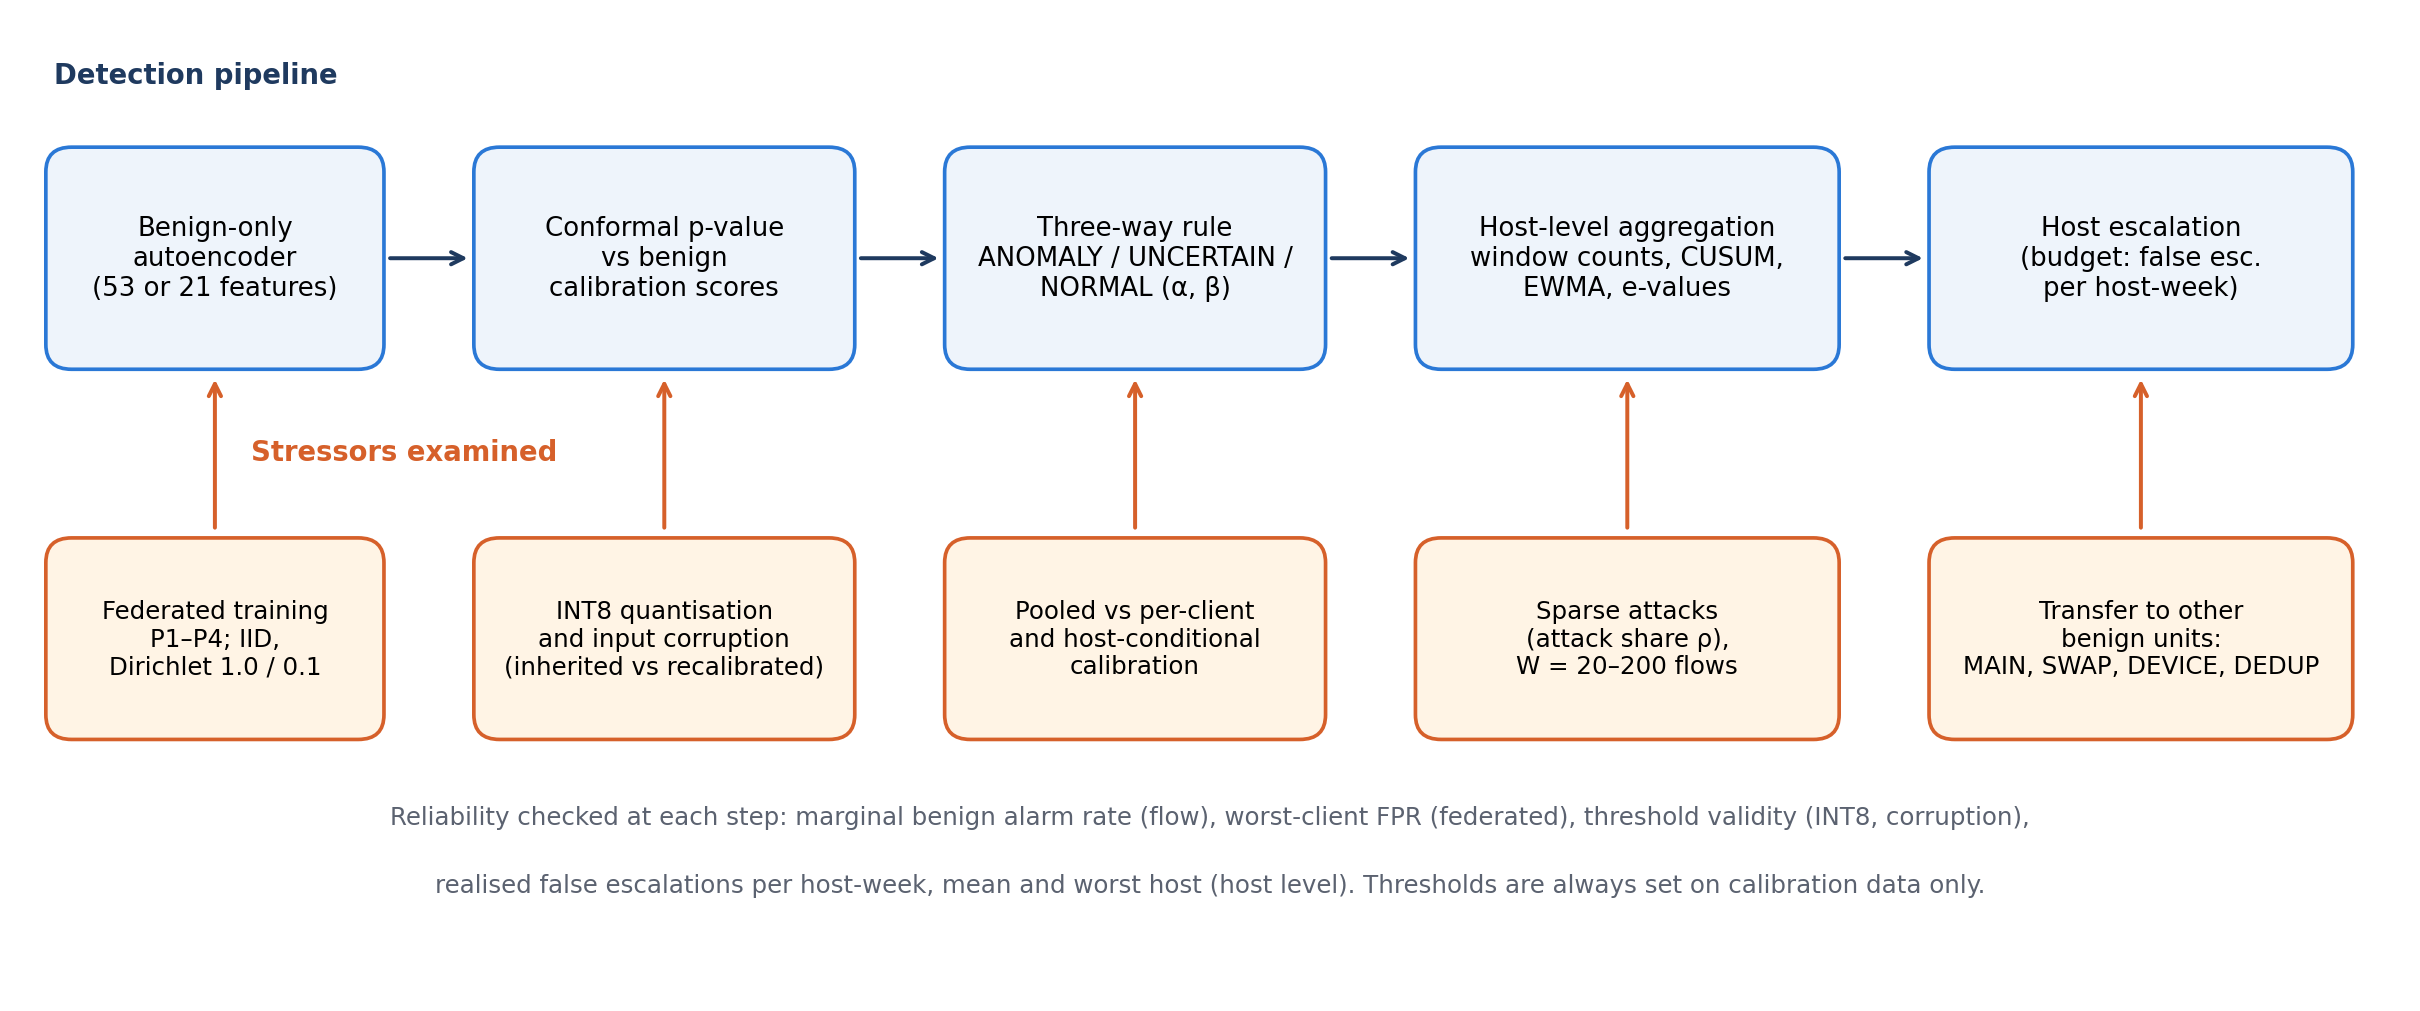 Detection pipeline
Benign-only
autoencoder
(53 or 21 features)
Conformal p-value
vs benign
calibration scores
Three-way rule
ANOMALY / UNCERTAIN /
NORMAL (α, β)
Host-level aggregation
window counts, CUSUM,
EWMA, e-values
Host escalation
(budget: false esc.
per host-week)
Stressors examined
Federated training
P1–P4; IID,
Dirichlet 1.0 / 0.1
INT8 quantisation
and input corruption
(inherited vs recalibrated)
Pooled vs per-client
and host-conditional
calibration
Sparse attacks
(attack share ρ),
W = 20–200 flows
Transfer to other
benign units:
MAIN, SWAP, DEVICE, DEDUP
Reliability checked at each step: marginal benign alarm rate (flow), worst-client FPR (federated), threshold validity (INT8, corruption),
realised false escalations per host-week, mean and worst host (host level). Thresholds are always set on calibration data only.